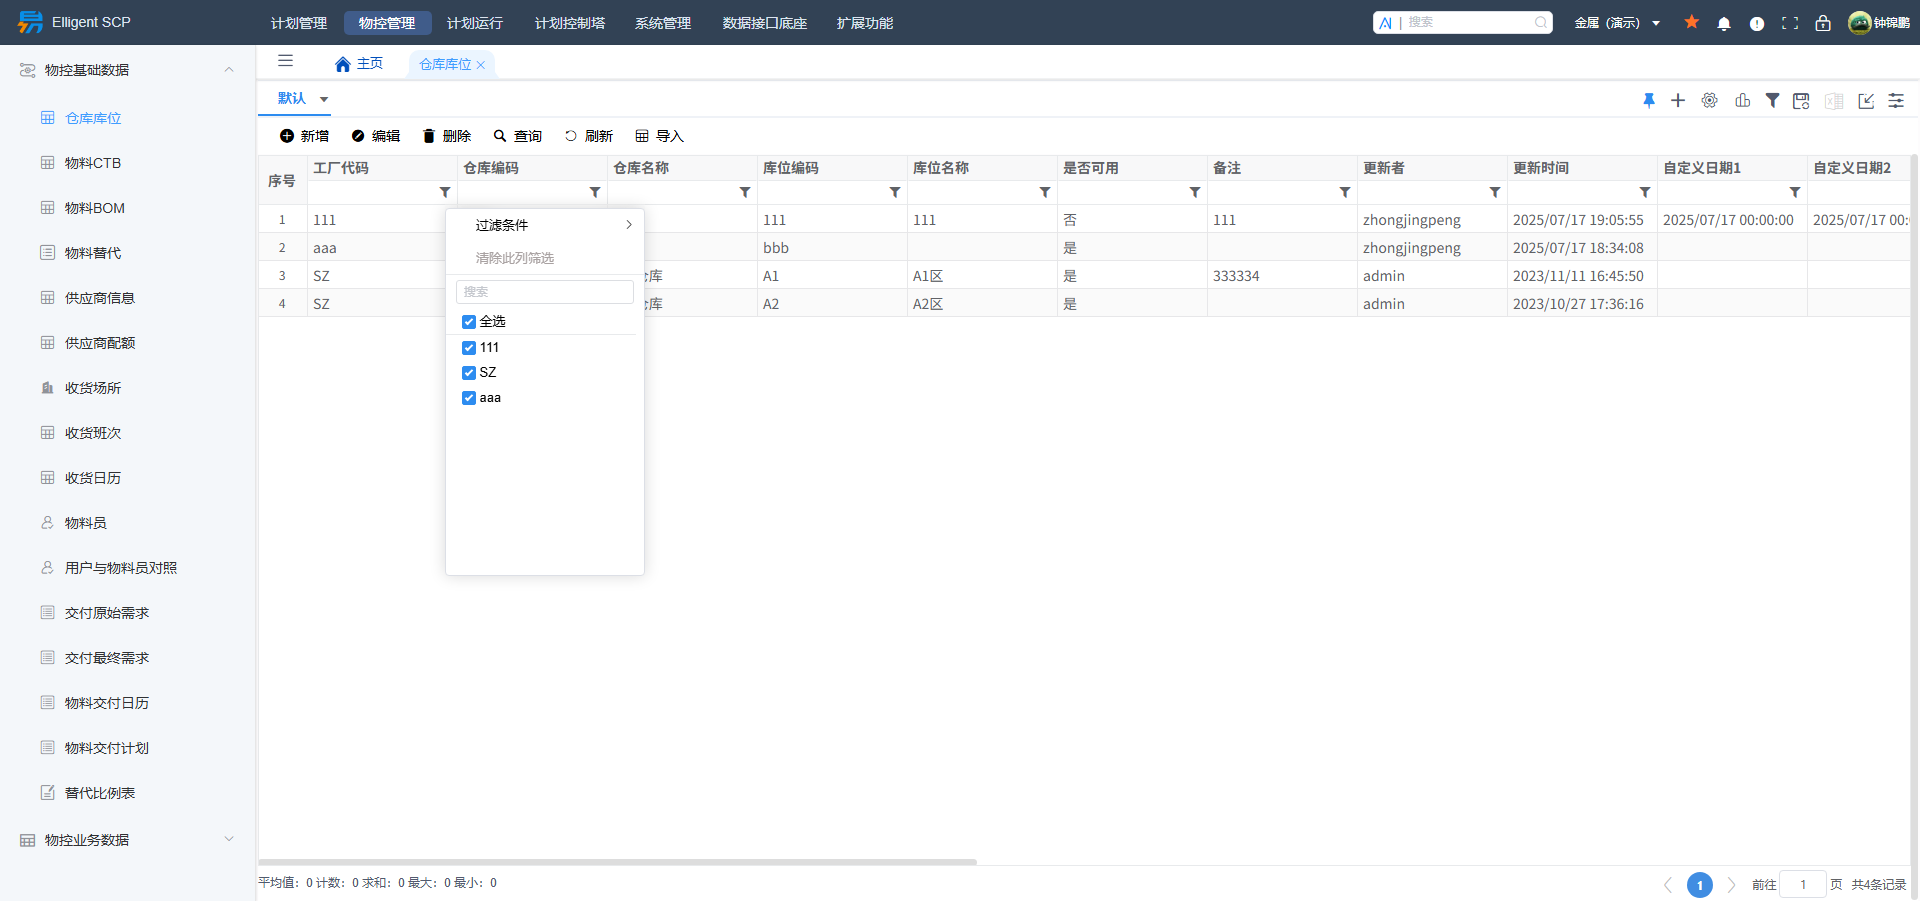 易 Elligent SCP
计划管理 物控管理 计划运行 计划控制塔 系统管理 数据接口底座 扩展功能
AI | 搜索
金属（演示）
钟锦鹏
物控基础数据
仓库库位
物料CTB
物料BOM
物料替代
供应商信息
供应商配额
收货场所
收货班次
收货日历
物料员
用户与物料员对照
交付原始需求
交付最终需求
物料交付日历
物料交付计划
替代比例表
物控业务数据
主页 仓库库位
默认
新增 编辑 删除 查询 刷新 导入
序号 工厂代码 仓库编码 仓库名称 库位编码 库位名称 是否可用 备注 更新者 更新时间 自定义日期1 自定义日期2
1 111 111 111 否 111 zhongjingpeng 2025/07/17 19:05:55 2025/07/17 00:00:00 2025/07/17 00:
2 aaa bbb 是 zhongjingpeng 2025/07/17 18:34:08
3 SZ 仓库 A1 A1区 是 333334 admin 2023/11/11 16:45:50
4 SZ 仓库 A2 A2区 是 admin 2023/10/27 17:36:16
过滤条件
清除此列筛选
搜索
全选
111
SZ
aaa
平均值：0 计数：0 求和：0 最大：0 最小：0
1
前往 1 页 共4条记录